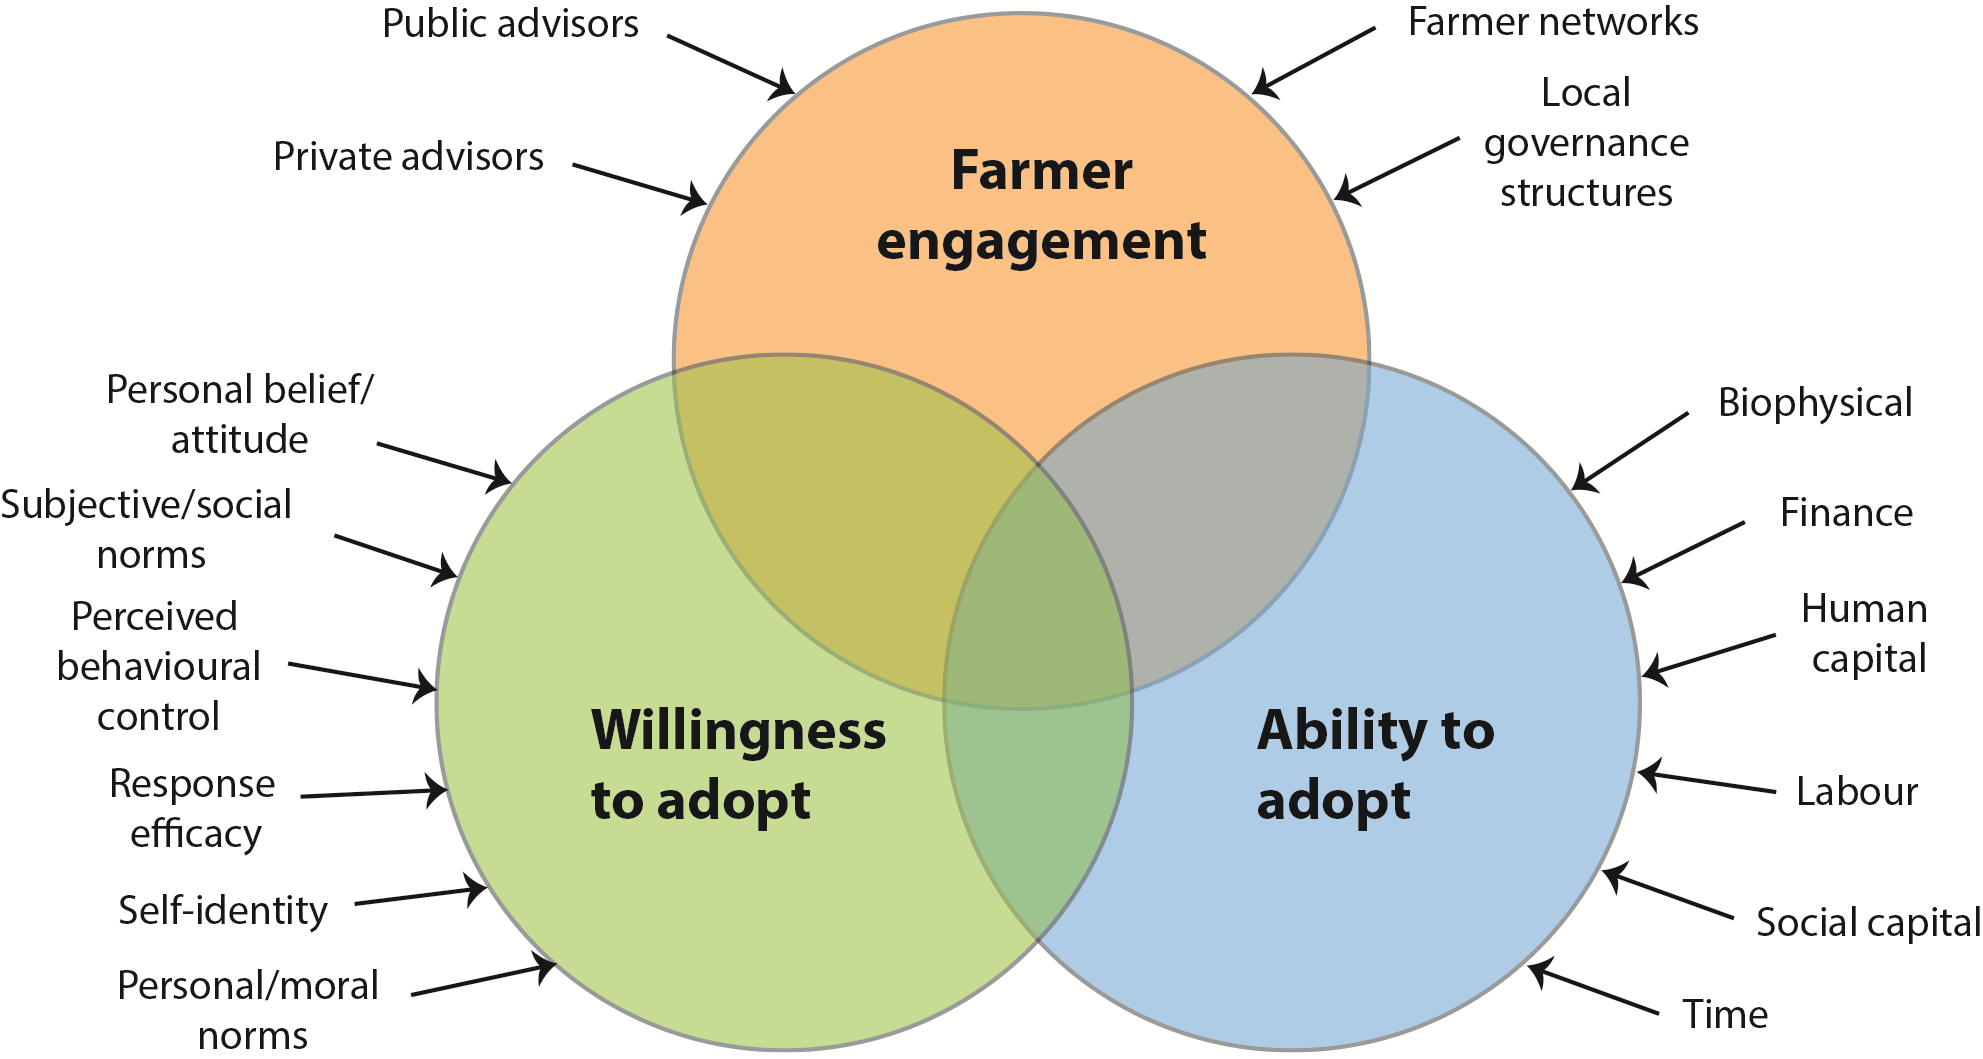 Public advisors
Private advisors
Farmer networks
Local
governance
structures
Farmer
engagement
Personal belief/
attitude
Subjective/social
norms
Perceived
behavioural
control
Response
efficacy
Self-identity
Personal/moral
norms
Willingness
to adopt
Ability to
adopt
Biophysical
Finance
Human
capital
Labour
Social capital
Time